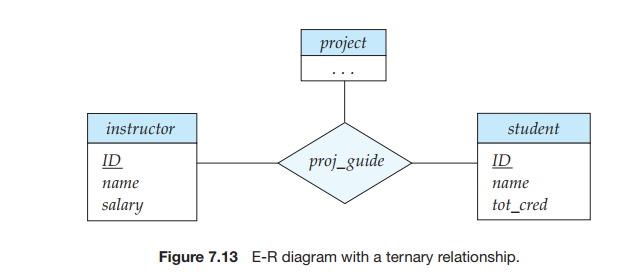 project
. . .
instructor
ID
name
salary
proj_guide
student
ID
name
tot_cred
Figure 7.13 E-R diagram with a ternary relationship.